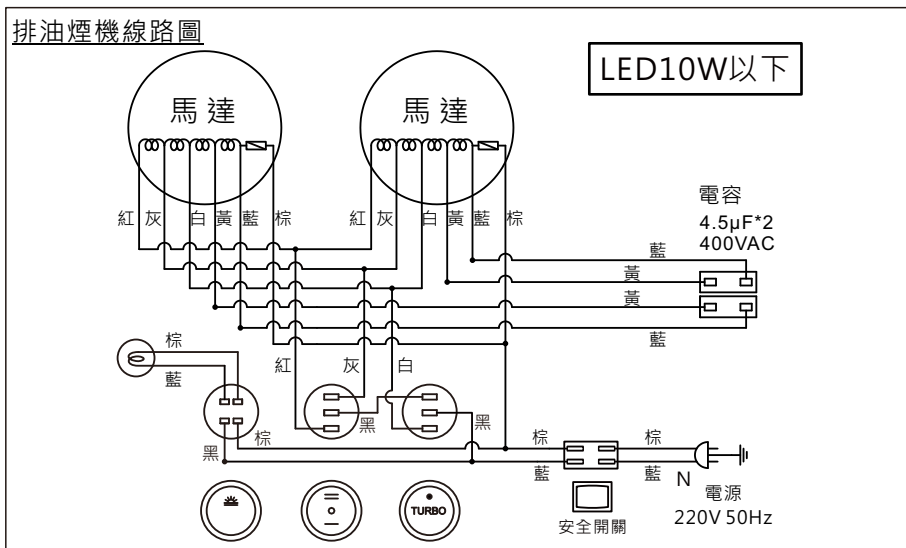 排油煙機線路圖
LED10W以下
馬達
馬達
電容
4.5µF*2
400VAC
紅 灰 白 黃 藍 棕
紅 灰 白 黃 藍 棕
藍
黃
黃
藍
棕
藍
紅 灰 白
黑 黑
黑 棕
棕 棕
藍 藍 N
電源
220V 50Hz
安全開關
TURBO